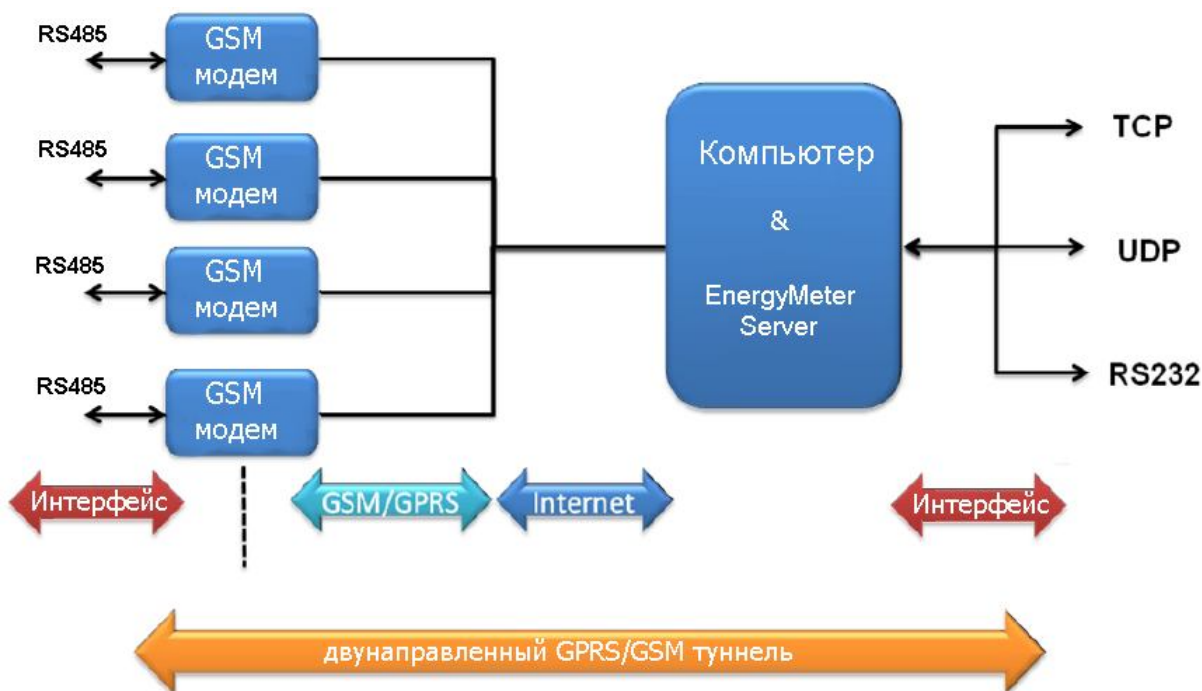 RS485
GSM
модем
RS485
GSM
модем
RS485
GSM
модем
RS485
GSM
модем
Компьютер
&
EnergyMeter
Server
TCP
UDP
RS232
Интерфейс
GSM/GPRS
Internet
Интерфейс
двунаправленный GPRS/GSM туннель